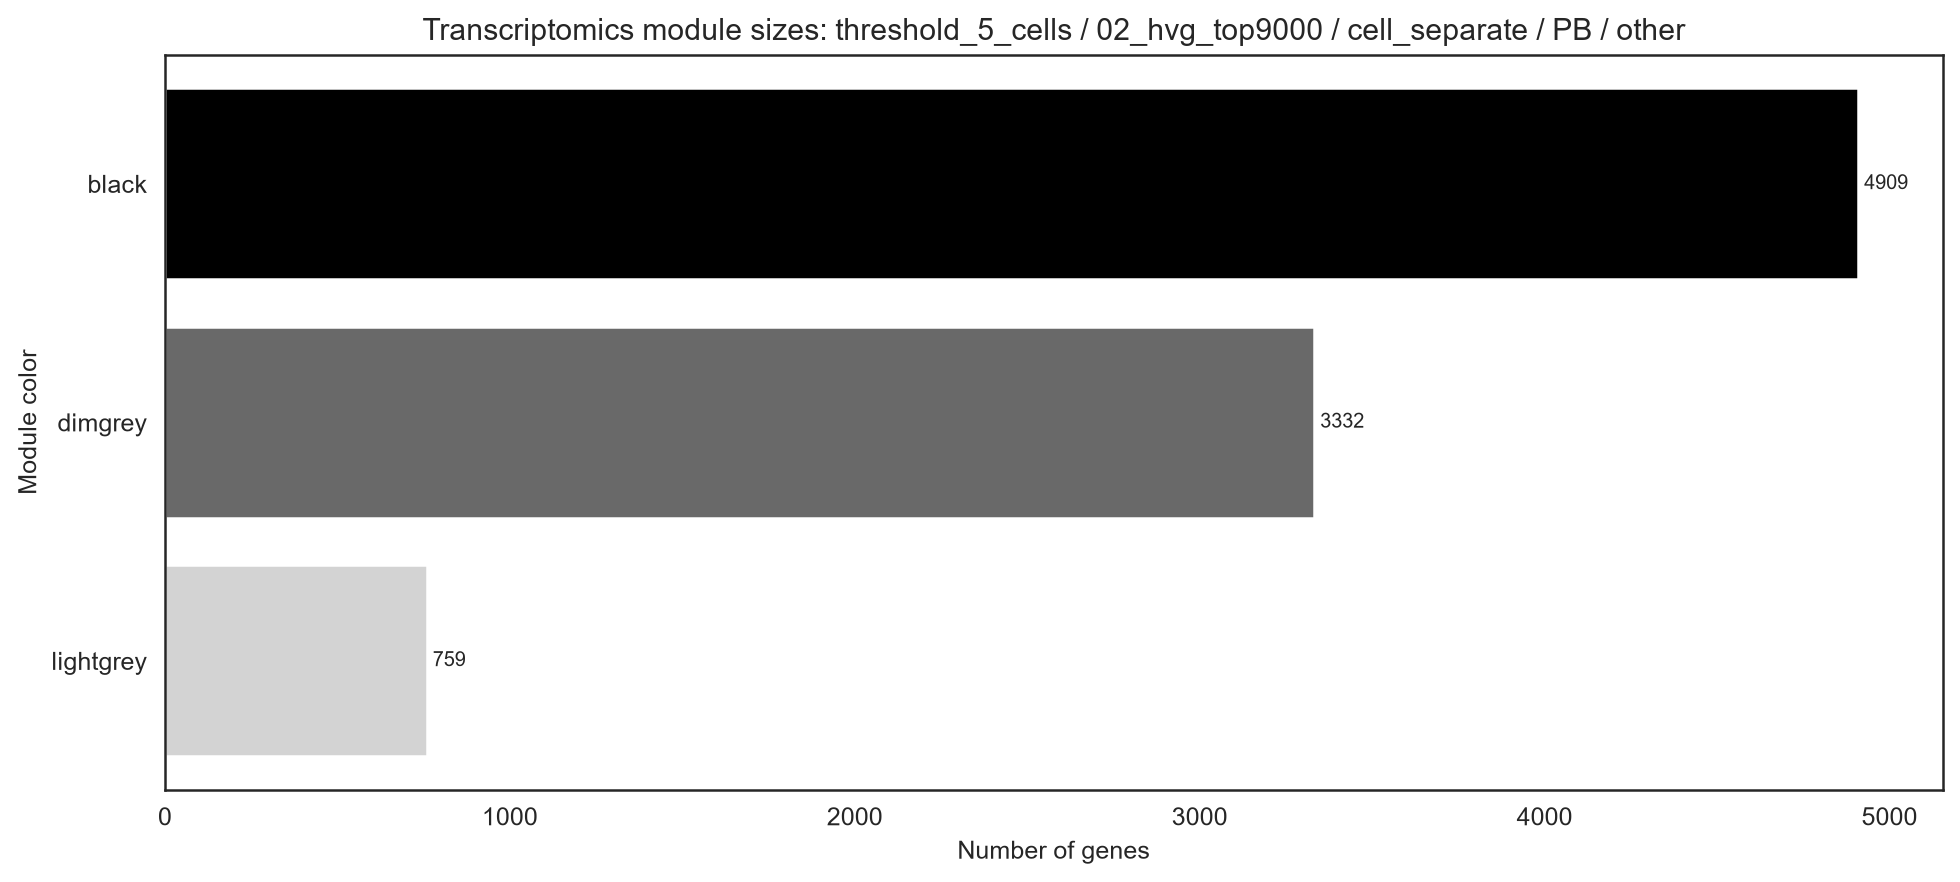 Transcriptomics module sizes: threshold_5_cells / 02_hvg_top9000 / cell_separate / PB / other
Module color
black
4909
dimgrey
3332
lightgrey
759
0 1000 2000 3000 4000 5000
Number of genes